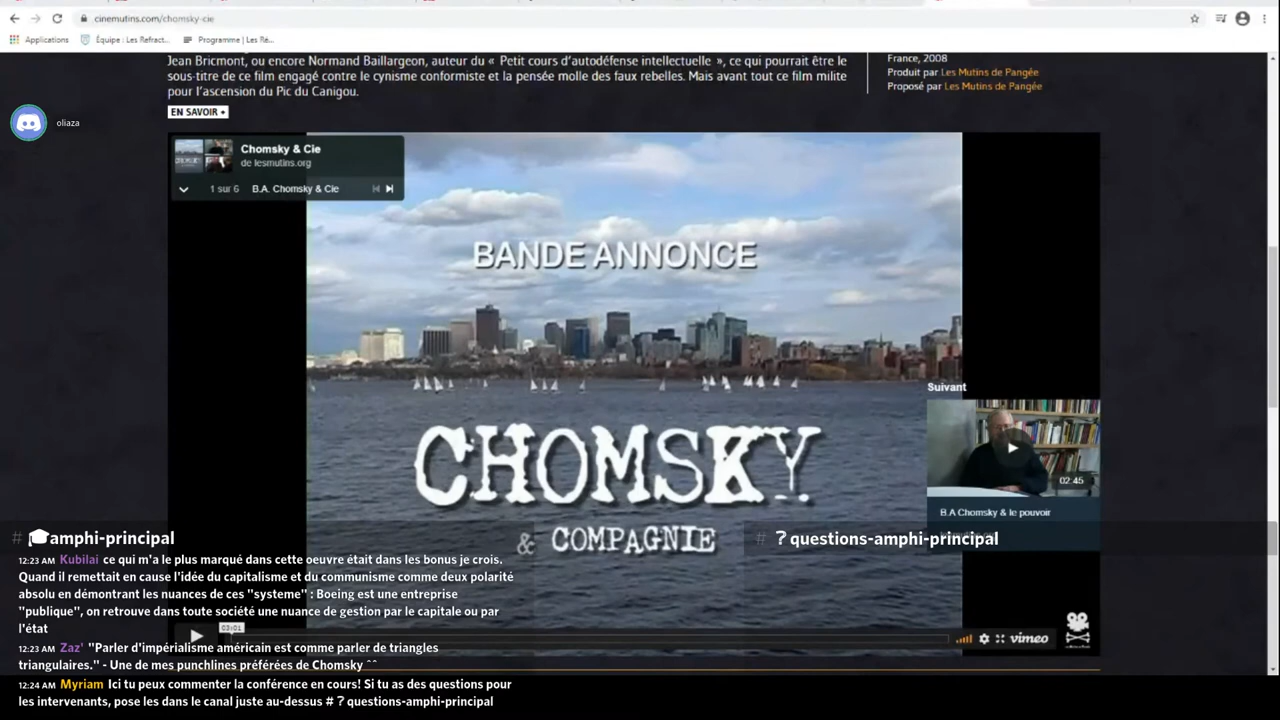 cinemutins.com/chomsky-cie
Applications
Équipe : Les Refract...
Programme | Les Ré...
Jean Bricmont, ou encore Normand Baillargeon, auteur du « Petit cours d'autodéfense intellectuelle », ce qui pourrait être le
sous-titre de ce film engagé contre le cynisme conformiste et la pensée molle des faux rebelles. Mais avant tout ce film milite
pour l'ascension du Pic du Canigou.
EN SAVOIR +
France, 2008
Produit par Les Mutins de Pangée
Proposé par Les Mutins de Pangée
oliaza
Chomsky & Cie
de lesmutins.org
1 sur 6 B.A. Chomsky & Cie
BANDE ANNONCE
CHOMSKY
& COMPAGNIE
Suivant
02:45
B.A Chomsky & le pouvoir
03:01
vimeo
# 🎓amphi-principal
12:23 AM Kubilai ce qui m'a le plus marqué dans cette oeuvre était dans les bonus je crois.
Quand il remettait en cause l'idée du capitalisme et du communisme comme deux polarité
absolu en démontrant les nuances de ces "systeme" : Boeing est une entreprise
"publique", on retrouve dans toute société une nuance de gestion par le capitale ou par
l'état
12:23 AM Zaz' "Parler d'impérialisme américain est comme parler de triangles
triangulaires." - Une de mes punchlines préférées de Chomsky ^^
12:24 AM Myriam Ici tu peux commenter la conférence en cours! Si tu as des questions pour
les intervenants, pose les dans le canal juste au-dessus # ? questions-amphi-principal
# ? questions-amphi-principal